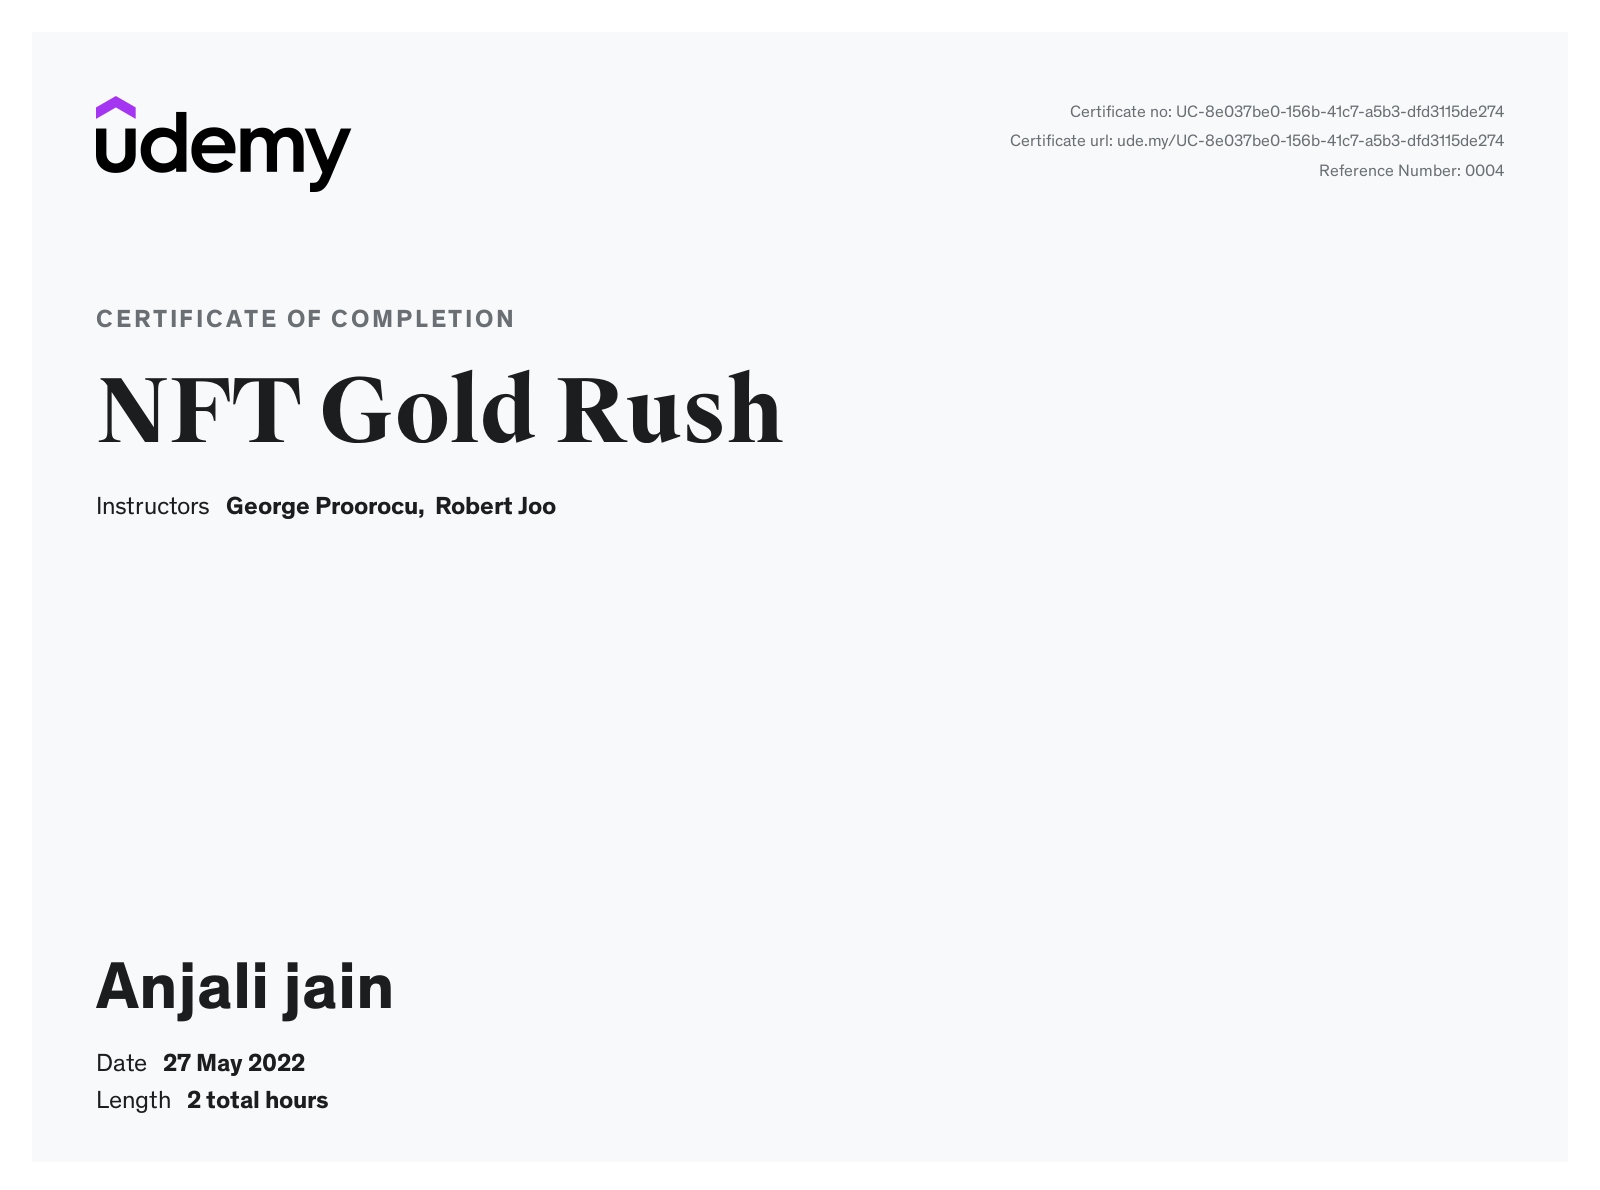 udemy
Certificate no: UC-8e037be0-156b-41c7-a5b3-dfd3115de274
Certificate url: ude.my/UC-8e037be0-156b-41c7-a5b3-dfd3115de274
Reference Number: 0004
CERTIFICATE OF COMPLETION
NFT Gold Rush
Instructors George Proorocu, Robert Joo
Anjali jain
Date 27 May 2022
Length 2 total hours